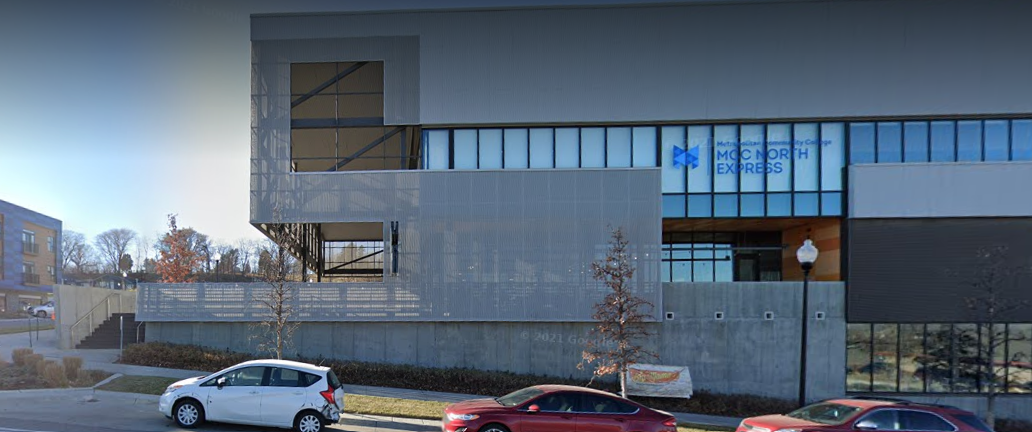 Metropolitan Community College
MCC NORTH
EXPRESS
© 2021 Google